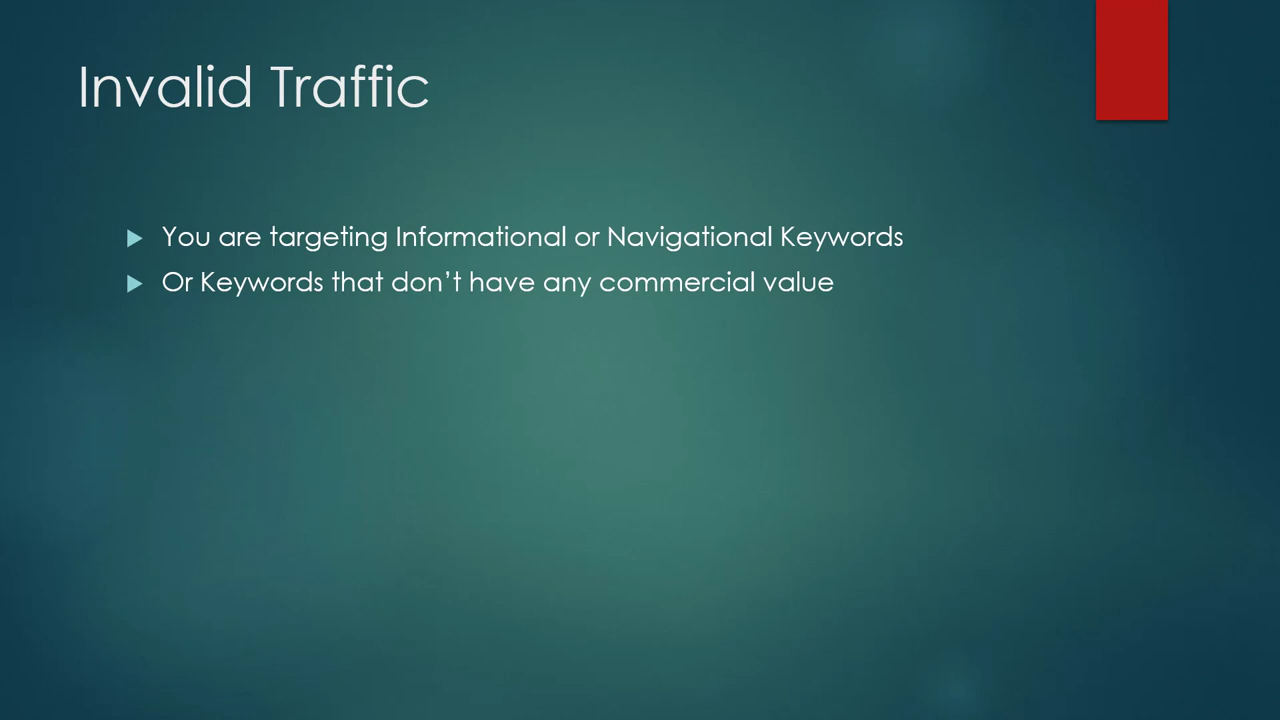 Invalid Traffic
You are targeting Informational or Navigational Keywords
Or Keywords that don’t have any commercial value